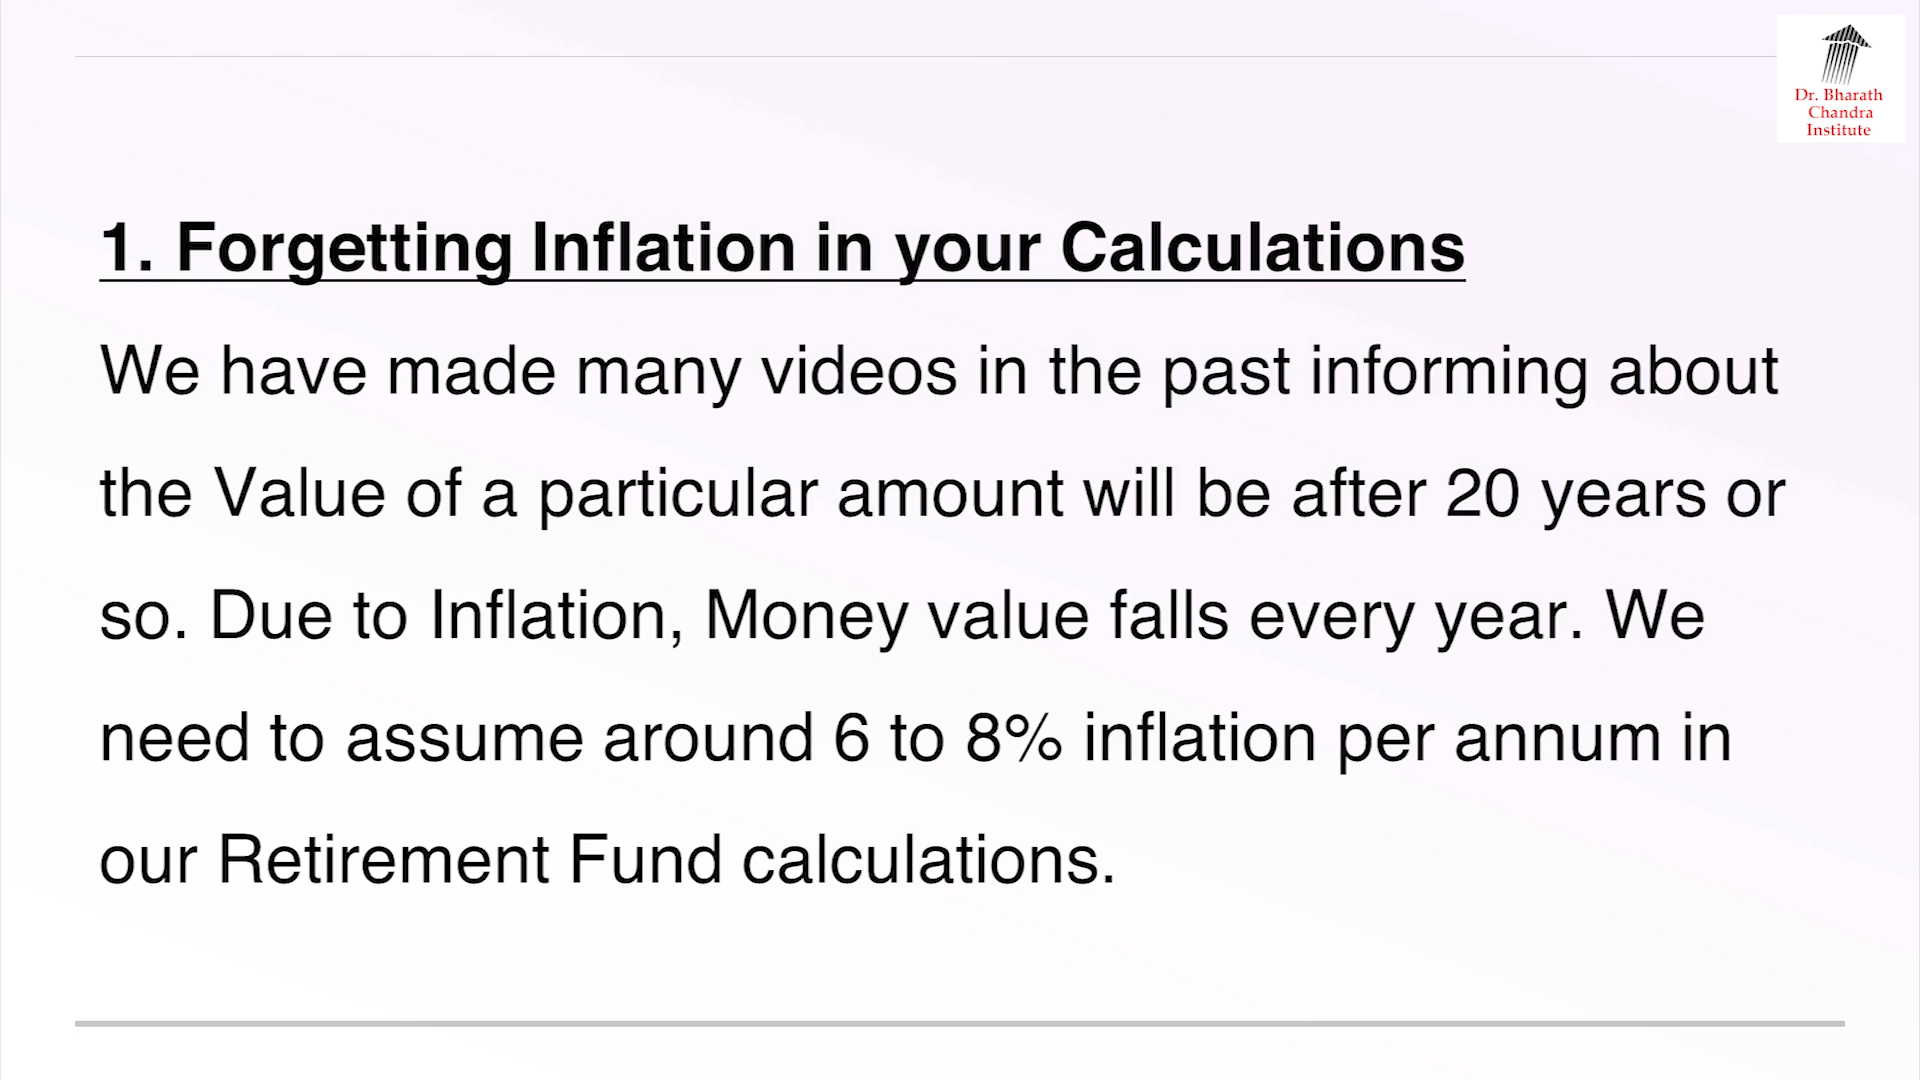 Dr. Bharath
Chandra
Institute
1. Forgetting Inflation in your Calculations
We have made many videos in the past informing about
the Value of a particular amount will be after 20 years or
so. Due to Inflation, Money value falls every year. We
need to assume around 6 to 8% inflation per annum in
our Retirement Fund calculations.